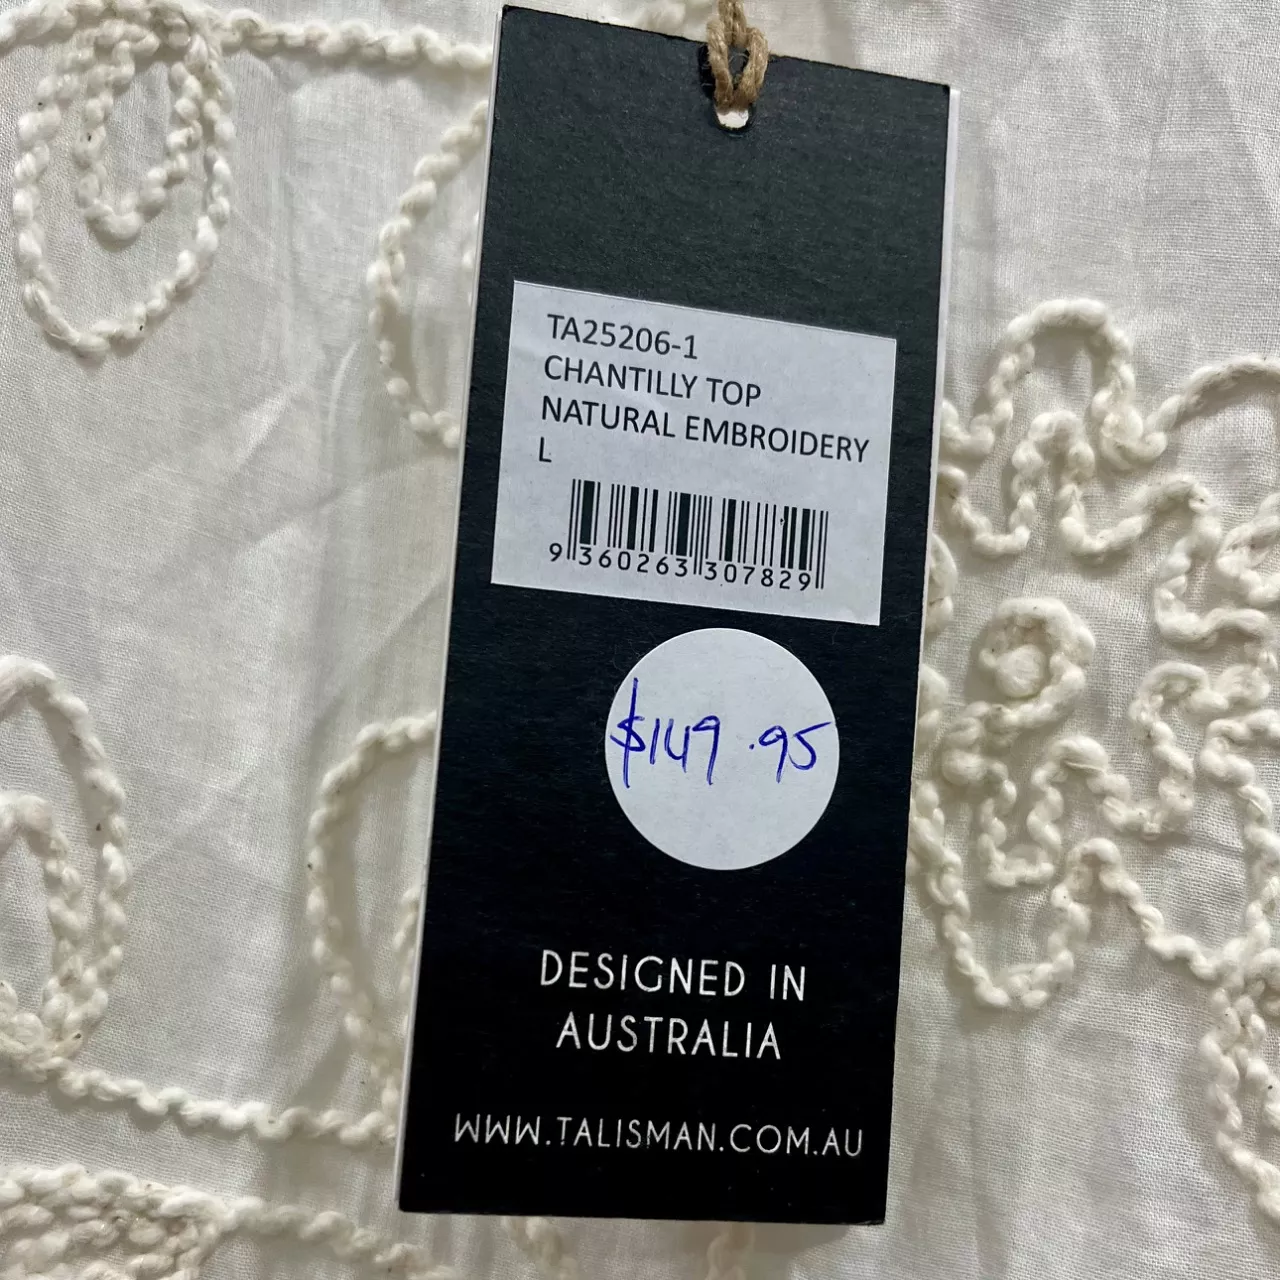 TA25206-1
CHANTILLY TOP
NATURAL EMBROIDERY
L
9 360263 307829
$149.95
DESIGNED IN
AUSTRALIA
WWW.TALISMAN.COM.AU